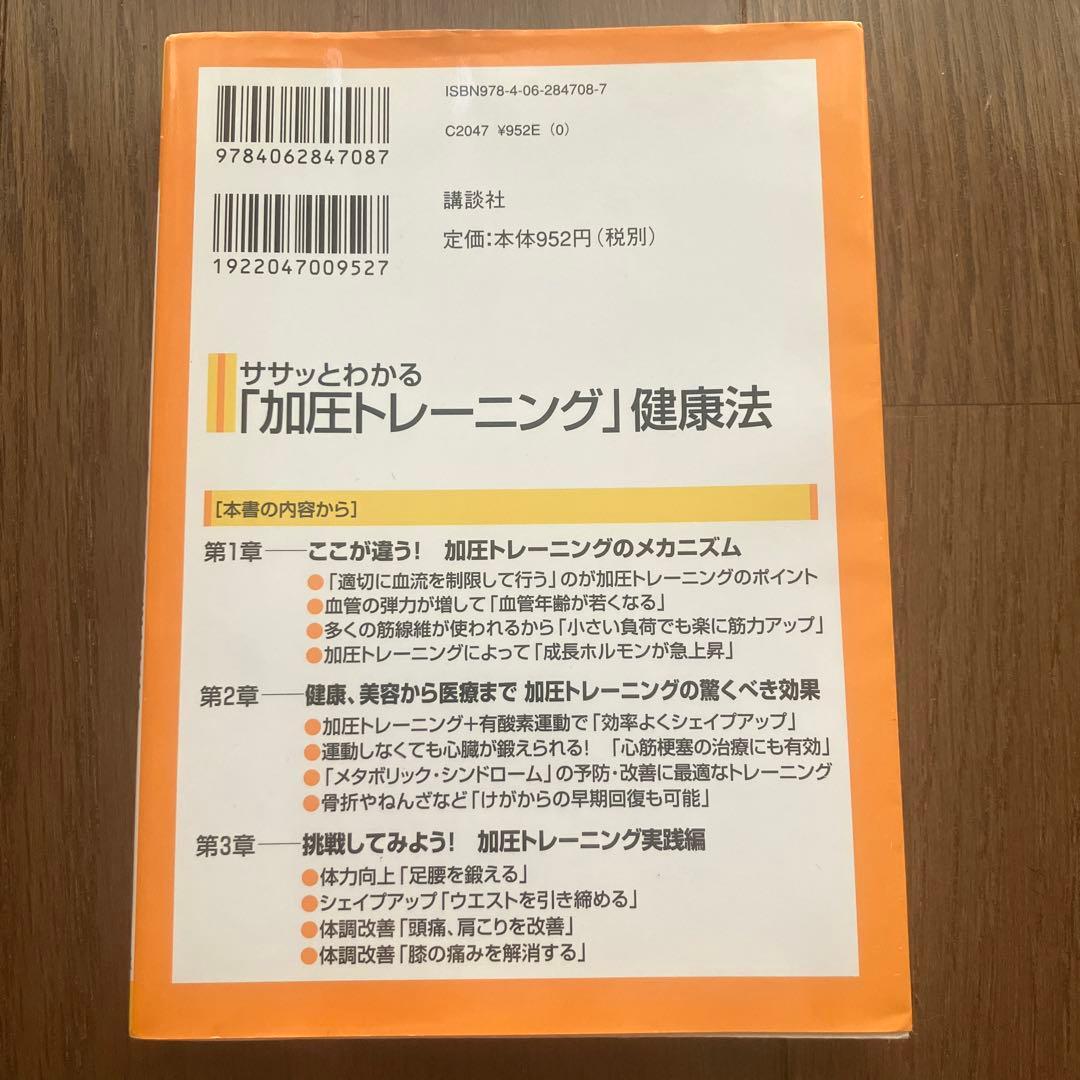 ISBN978-4-06-284708-7
C2047 ¥952E (0)
9784062847087
講談社
定価:本体952円(税別)
1922047009527
ササッとわかる
「加圧トレーニング」健康法
[本書の内容から]
第1章──ここが違う! 加圧トレーニングのメカニズム
●「適切に血流を制限して行う」のが加圧トレーニングのポイント
●血管の弾力が増して「血管年齢が若くなる」
●多くの筋線維が使われるから「小さい負荷でも楽に筋力アップ」
●加圧トレーニングによって「成長ホルモンが急上昇」
第2章──健康、美容から医療まで 加圧トレーニングの驚くべき効果
●加圧トレーニング+有酸素運動で「効率よくシェイプアップ」
●運動しなくても心臓が鍛えられる! 「心筋梗塞の治療にも有効」
●「メタボリック・シンドローム」の予防・改善に最適なトレーニング
●骨折やねんざなど「けがからの早期回復も可能」
第3章──挑戦してみよう! 加圧トレーニング実践編
●体力向上「足腰を鍛える」
●シェイプアップ「ウエストを引き締める」
●体調改善「頭痛、肩こりを改善」
●体調改善「膝の痛みを解消する」